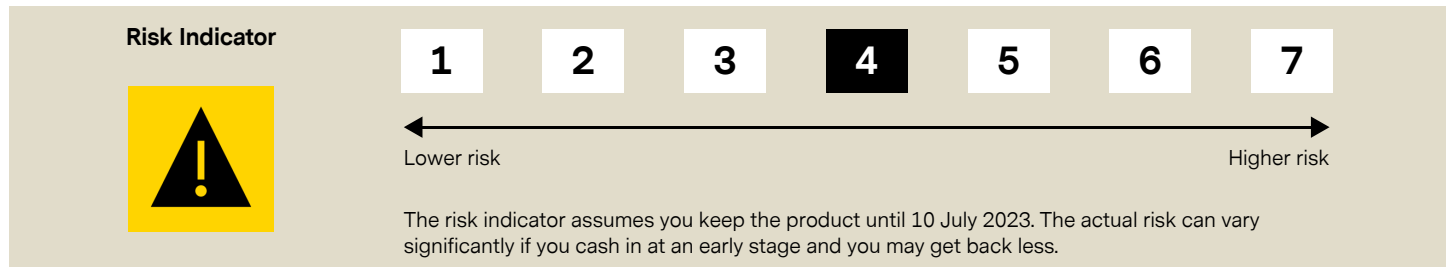 Risk Indicator
1 2 3 4 5 6 7
Lower risk Higher risk
The risk indicator assumes you keep the product until 10 July 2023. The actual risk can vary
significantly if you cash in at an early stage and you may get back less.